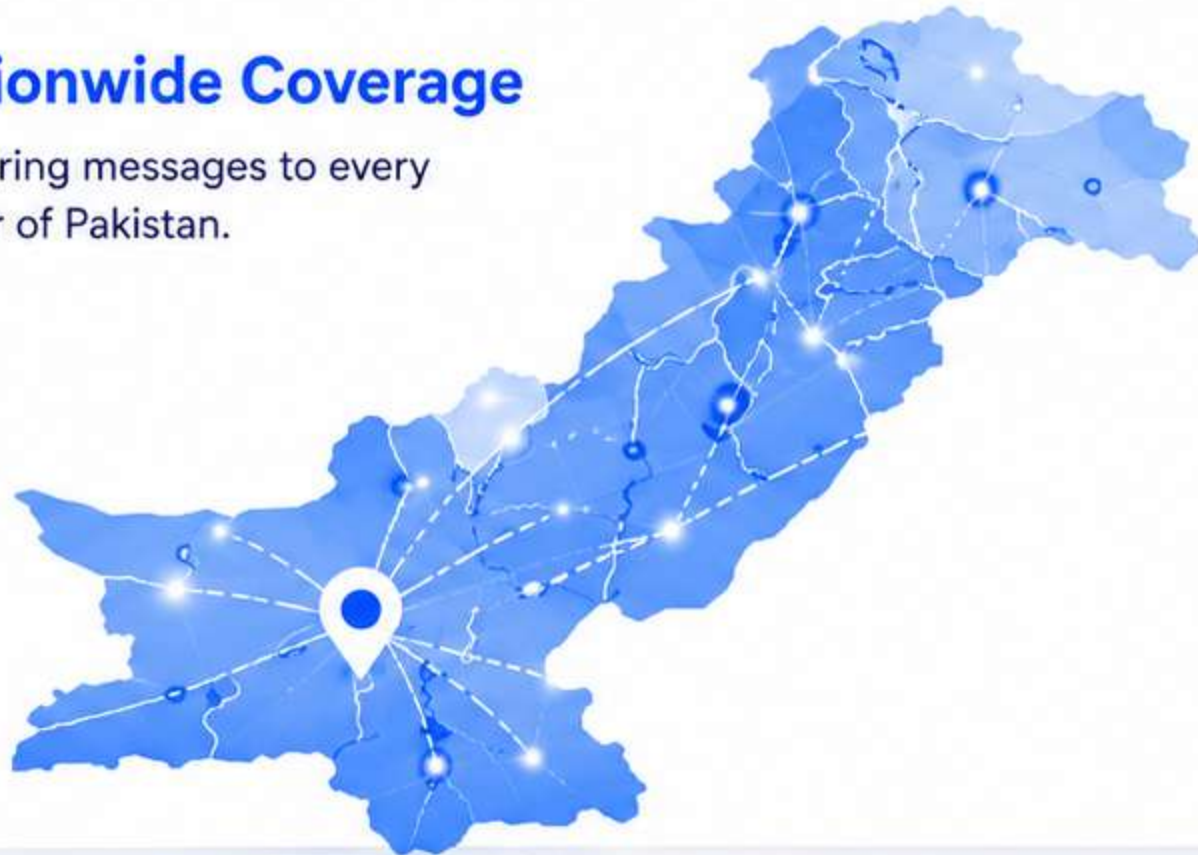 ionwide Coverage
ring messages to every
r of Pakistan.